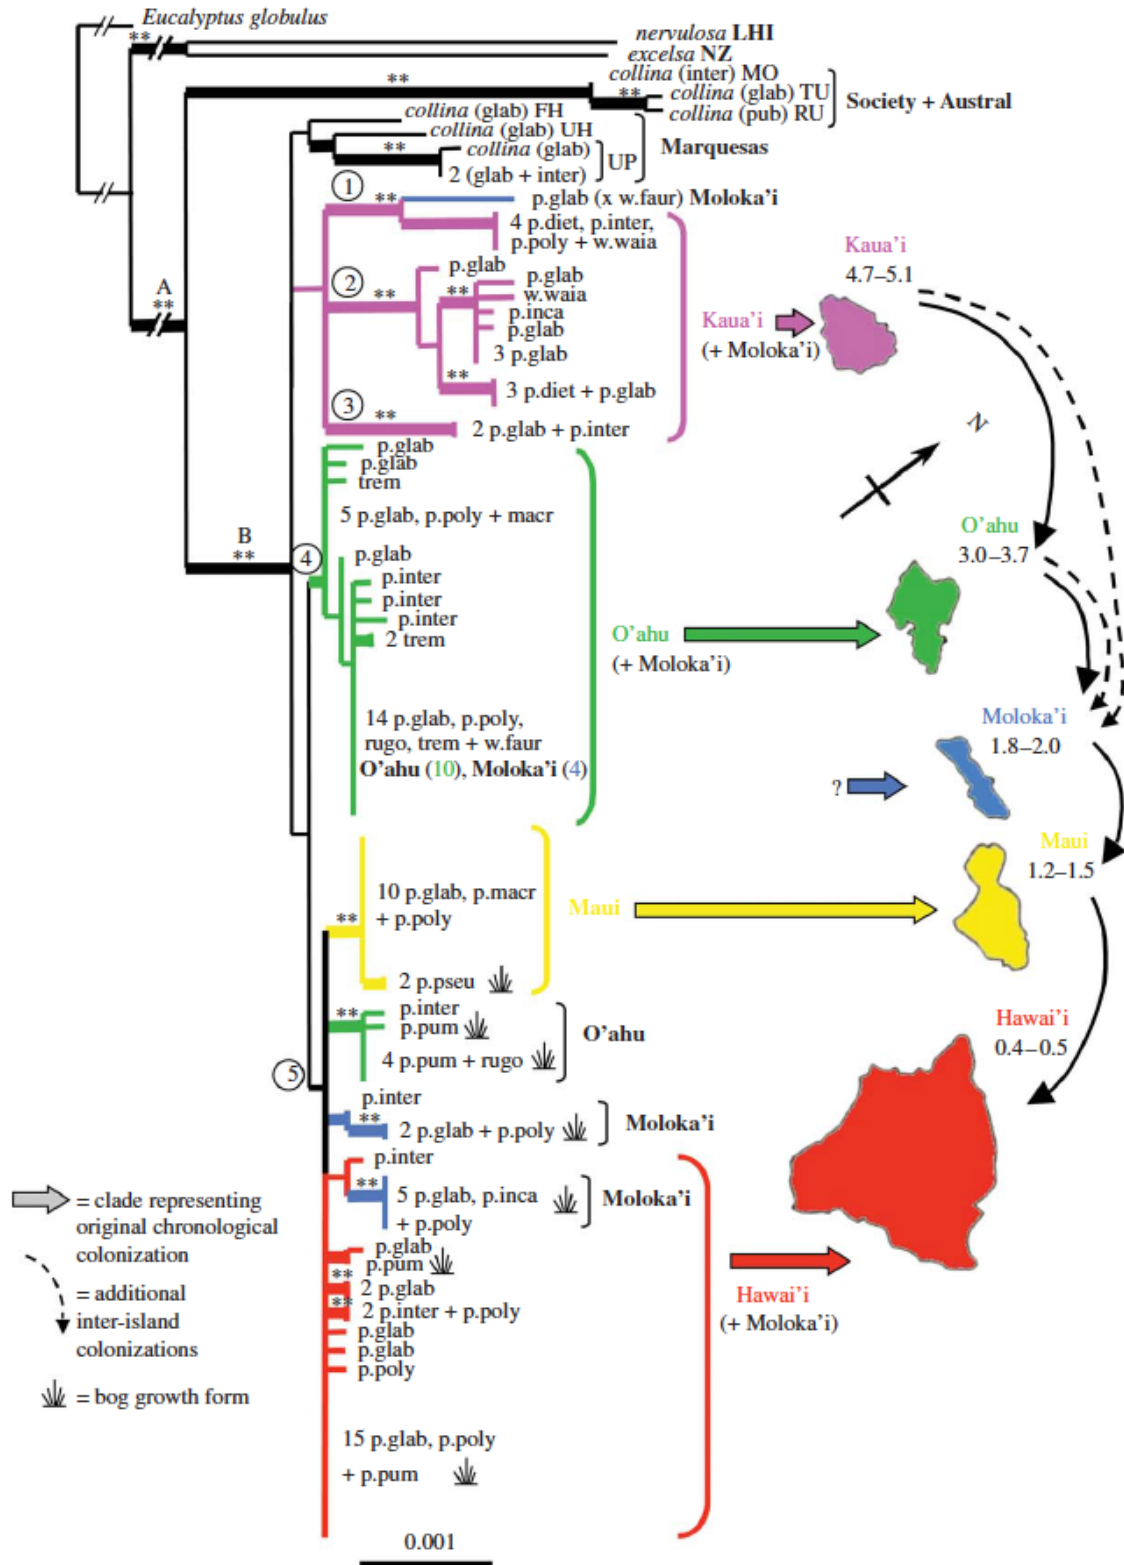 Eucalyptus globulus
**
nervulosa LHI
excelsa NZ
collina (inter) MO
**
**
collina (glab) TU
collina (pub) RU
Society + Austral
collina (glab) FH
collina (glab) UH
**
collina (glab)
2 (glab + inter)
UP
Marquesas
1
**
p.glab (x w.faur) Moloka'i
4 p.diet, p.inter,
p.poly + w.waia
2
**
p.glab
**
p.glab
w.waia
p.inca
p.glab
3 p.glab
**
3 p.diet + p.glab
3
**
2 p.glab + p.inter
Kaua'i
(+ Moloka'i)
Kaua'i
4.7–5.1
A
**
N
B
**
4
p.glab
p.glab
trem
5 p.glab, p.poly + macr
p.glab
p.inter
p.inter
p.inter
2 trem
14 p.glab, p.poly,
rugo, trem + w.faur
O'ahu (10), Moloka'i (4)
O'ahu
(+ Moloka'i)
O'ahu
3.0–3.7
Moloka'i
1.8–2.0
?
Maui
1.2–1.5
10 p.glab, p.macr
+ p.poly
**
2 p.pseu
Maui
Hawai'i
0.4–0.5
5
**
p.inter
p.pum
4 p.pum + rugo
O'ahu
p.inter
**
2 p.glab + p.poly
Moloka'i
p.inter
**
5 p.glab, p.inca
+ p.poly
Moloka'i
p.glab
p.pum
**
2 p.glab
**
2 p.inter + p.poly
p.glab
p.glab
p.poly
15 p.glab, p.poly
+ p.pum
Hawai'i
(+ Moloka'i)
= clade representing
original chronological
colonization
= additional
inter-island
colonizations
= bog growth form
0.001